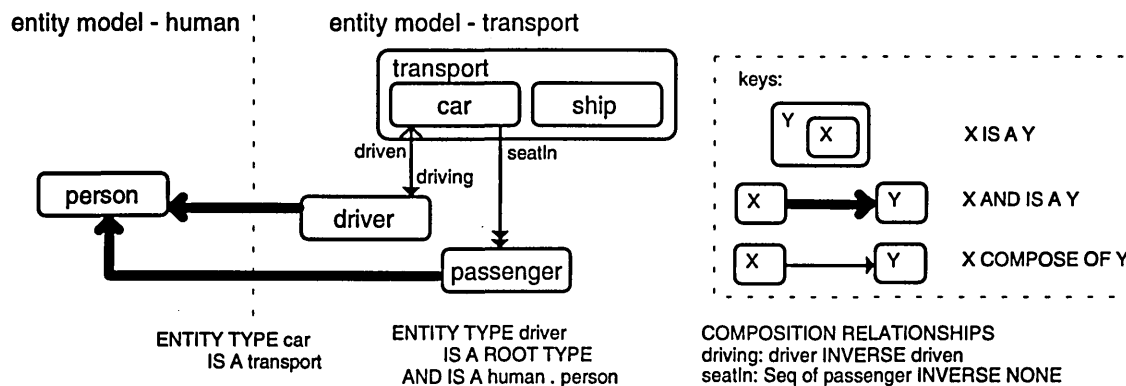 entity model - human
entity model - transport
transport
car
ship
driven
seatIn
driving
person
driver
passenger
keys:
Y
X
X IS A Y
X
Y
X AND IS A Y
X
Y
X COMPOSE OF Y
ENTITY TYPE car
IS A transport
ENTITY TYPE driver
IS A ROOT TYPE
AND IS A human . person
COMPOSITION RELATIONSHIPS
driving: driver INVERSE driven
seatIn: Seq of passenger INVERSE NONE